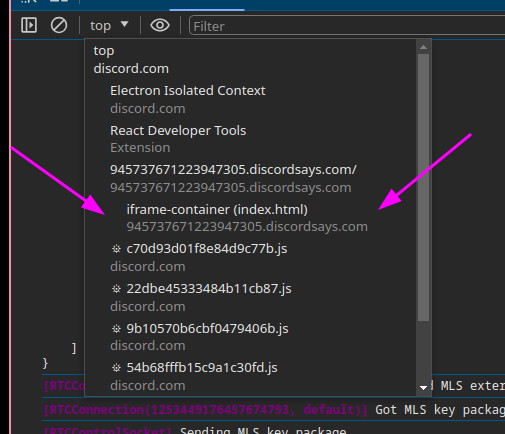 top ▼
Filter
top
discord.com
Electron Isolated Context
discord.com
React Developer Tools
Extension
945737671223947305.discordsays.com/
945737671223947305.discordsays.com
iframe-container (index.html)
945737671223947305.discordsays.com
c70d93d01f8e84d9c77b.js
discord.com
22dbe45333484b11cb87.js
discord.com
9b10570b6cbf0479406b.js
discord.com
54b68fffb15c9a1c30fd.js
discord.com
]
}
[RTCCo MLS exter
[RTCConnection(1253449176457674793, default)] Got MLS key packag
[RTCControlSocket] Sending MLS key package